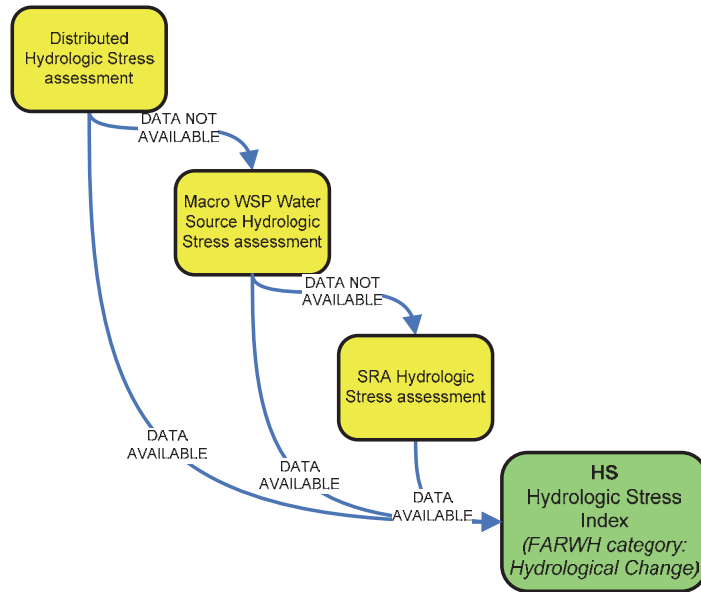 Distributed
Hydrologic Stress
assessment
DATA NOT
AVAILABLE
Macro WSP Water
Source Hydrologic
Stress assessment
DATA NOT
AVAILABLE
SRA Hydrologic
Stress assessment
DATA
AVAILABLE
DATA
AVAILABLE
DATA
AVAILABLE
HS
Hydrologic Stress
Index
(FARWH category:
Hydrological Change)